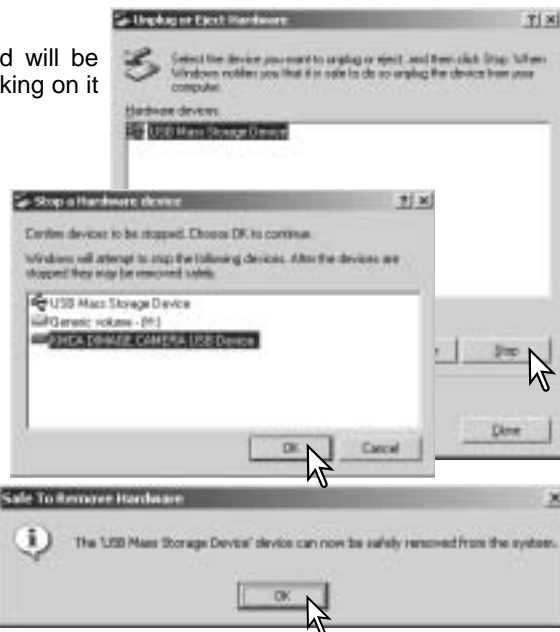 d will be
king on it
Unplug or Eject Hardware
Select the device you want to unplug or eject, and then click Stop. When
Windows notifies you that it is safe to do so unplug the device from your
computer.
Hardware devices:
USB Mass Storage Device
Stop
Close
Stop a Hardware device
Confirm devices to be stopped. Choose OK to continue.
Windows will attempt to stop the following devices. After the devices are
stopped they may be removed safely.
USB Mass Storage Device
Generic volume - (H:)
DIMAGE CAMERA USB Device
OK
Cancel
Safe To Remove Hardware
The 'USB Mass Storage Device' device can now be safely removed from the system.
OK